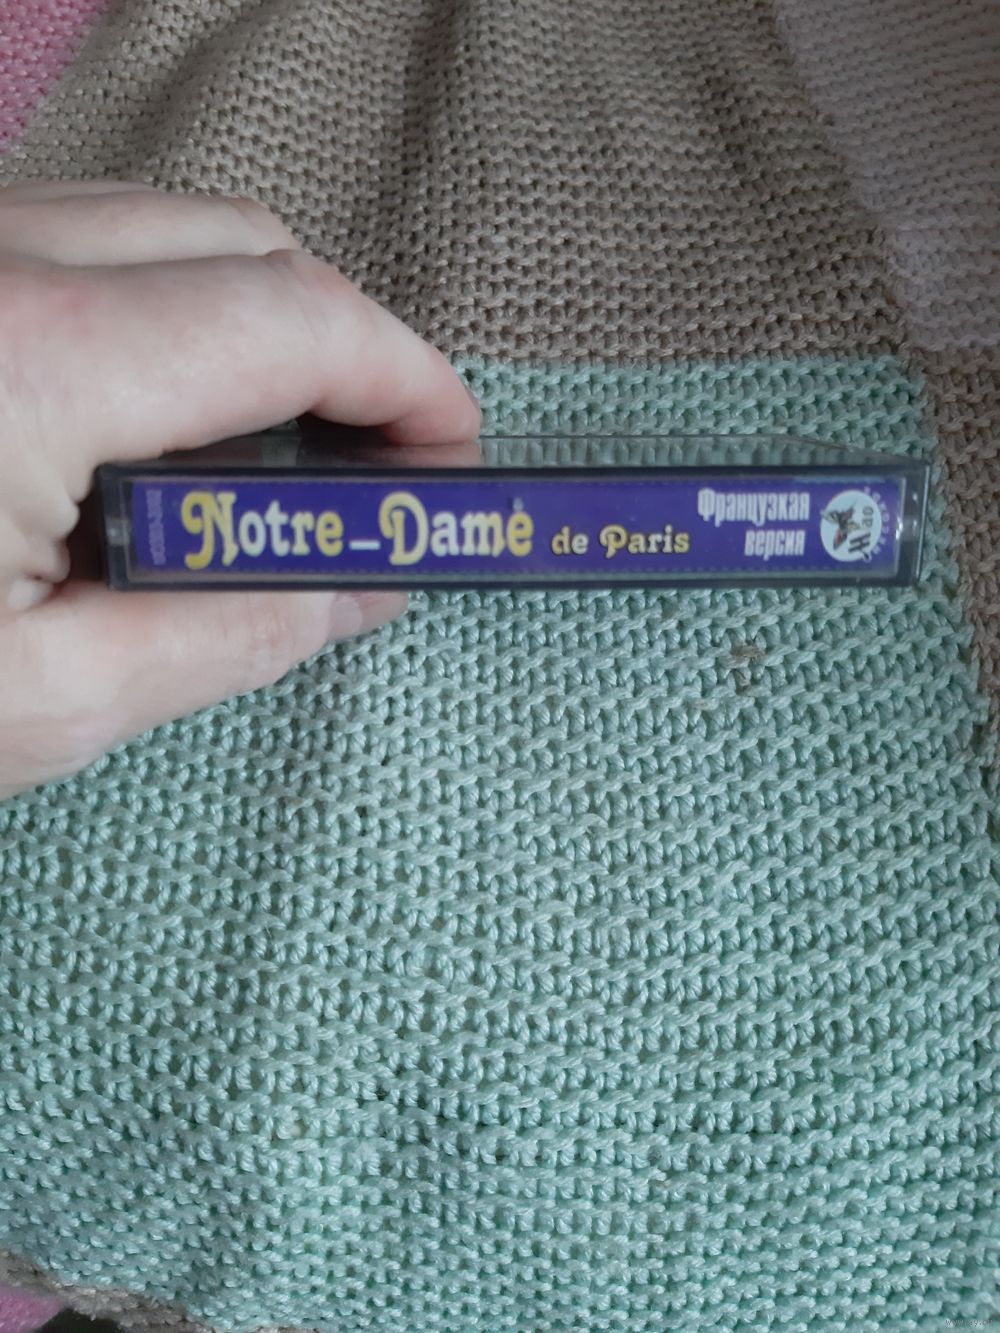 Notre-Dame de Paris
Французкая
версия